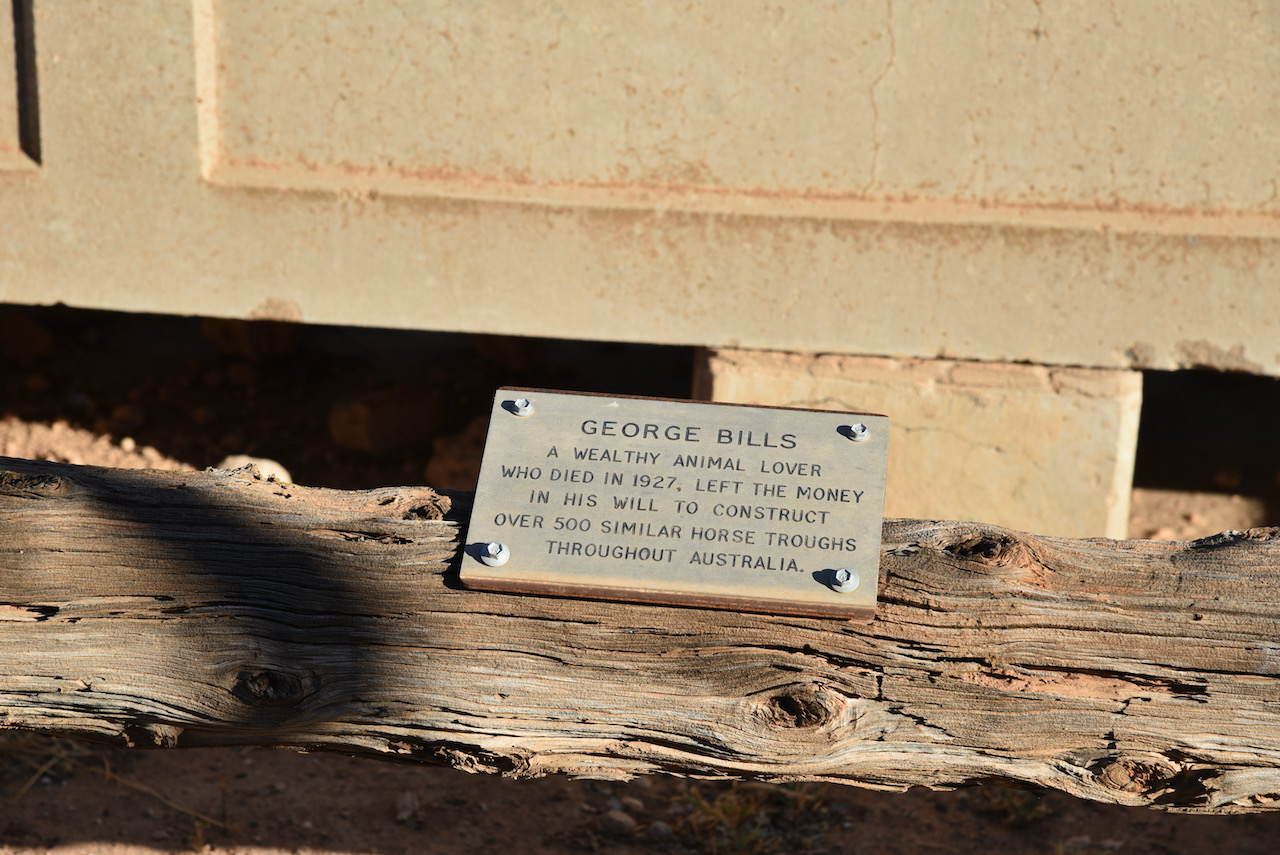 GEORGE BILLS
A WEALTHY ANIMAL LOVER
WHO DIED IN 1927, LEFT THE MONEY
IN HIS WILL TO CONSTRUCT
OVER 500 SIMILAR HORSE TROUGHS
THROUGHOUT AUSTRALIA.